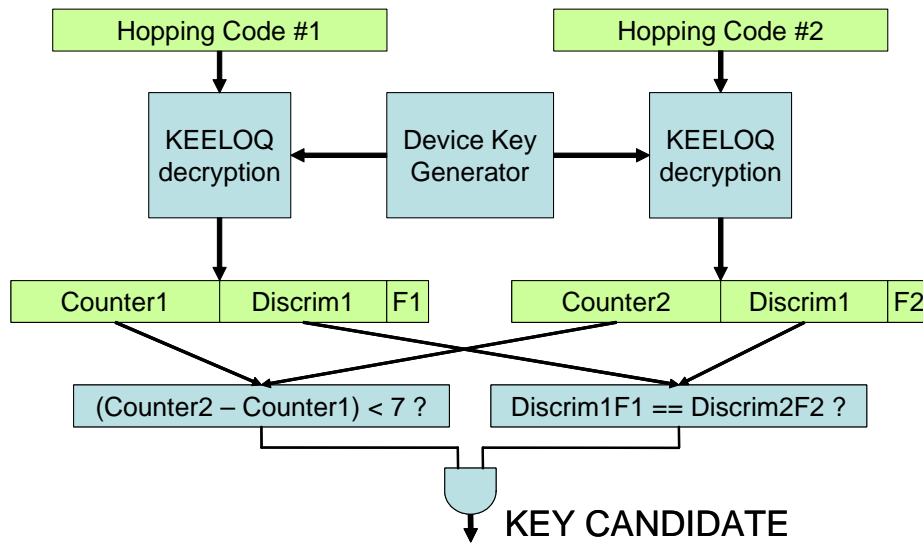 Hopping Code #1
Hopping Code #2
KEELOQ
decryption
Device Key
Generator
KEELOQ
decryption
Counter1
Discrim1
F1
Counter2
Discrim1
F2
(Counter2 – Counter1) < 7 ?
Discrim1F1 == Discrim2F2 ?
KEY CANDIDATE